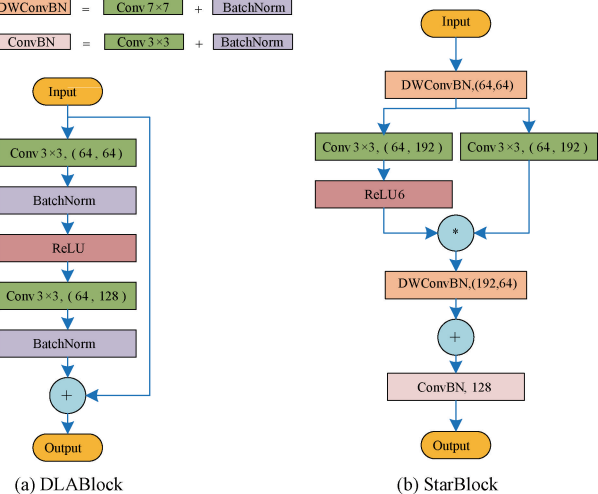 DWConvBN = Conv 7×7 + BatchNorm
ConvBN = Conv 3×3 + BatchNorm
Input
Conv 3×3, ( 64 , 64 )
BatchNorm
ReLU
Conv 3×3, ( 64 , 128 )
BatchNorm
+
Output
(a) DLABlock
Input
DWConvBN,(64,64)
Conv 3×3, ( 64 , 192 )
Conv 3×3, ( 64 , 192 )
ReLU6
*
DWConvBN,(192,64)
+
ConvBN, 128
Output
(b) StarBlock